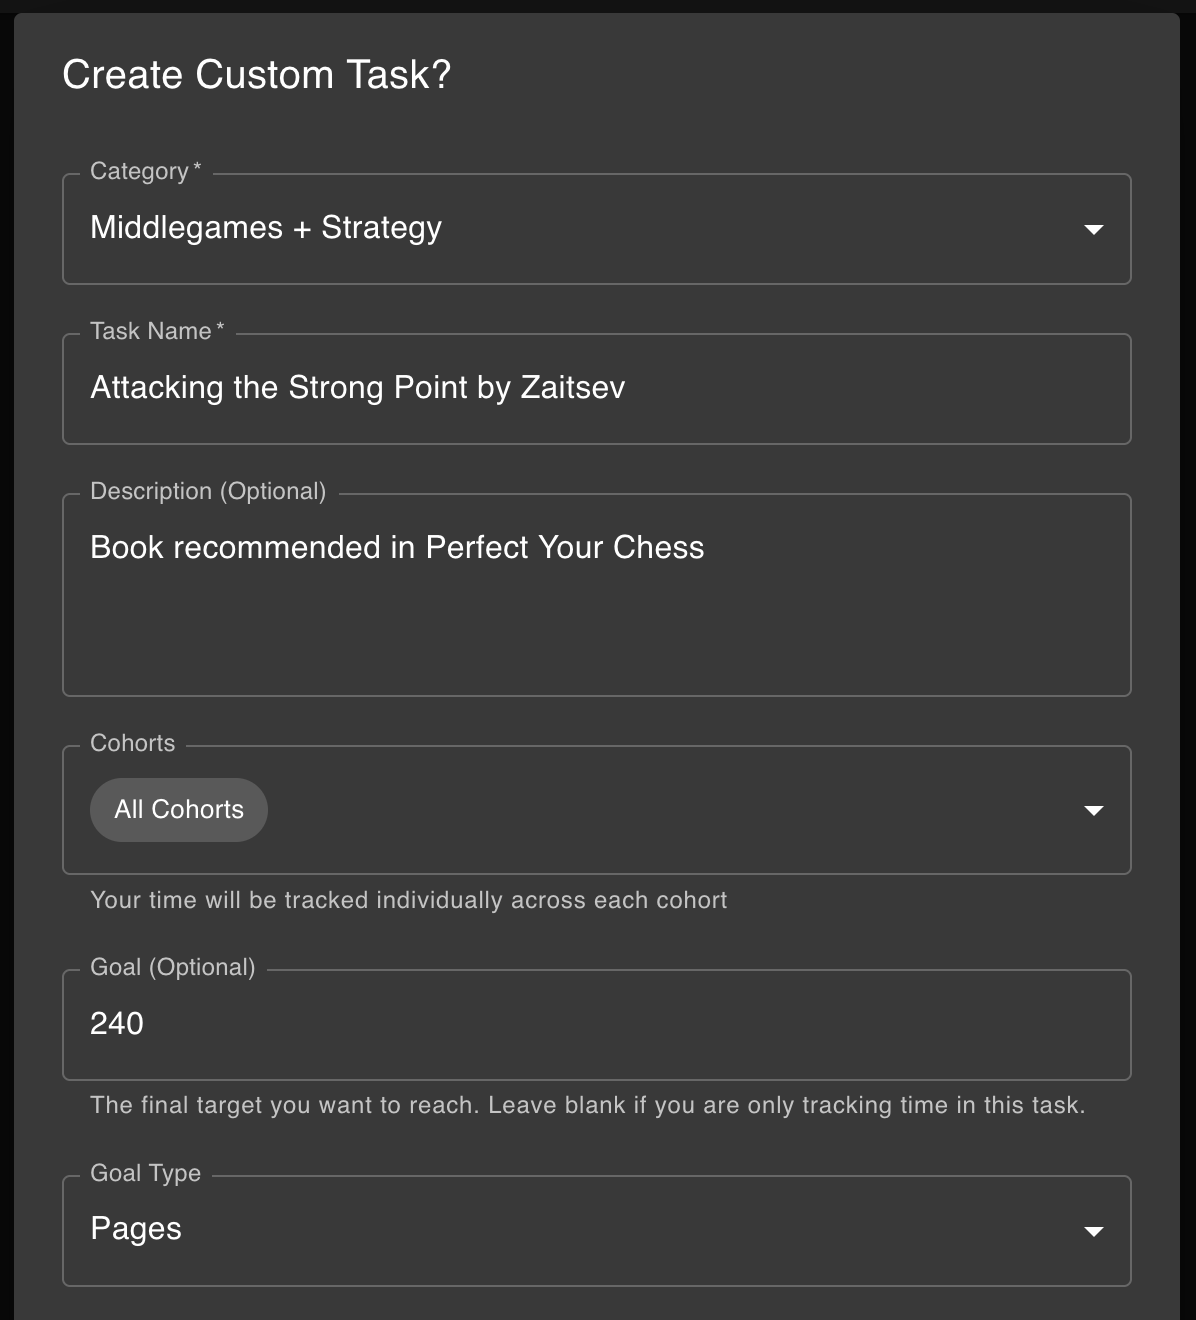 Create Custom Task?
Category *
Middlegames + Strategy
Task Name *
Attacking the Strong Point by Zaitsev
Description (Optional)
Book recommended in Perfect Your Chess
Cohorts
All Cohorts
Your time will be tracked individually across each cohort
Goal (Optional)
240
The final target you want to reach. Leave blank if you are only tracking time in this task.
Goal Type
Pages